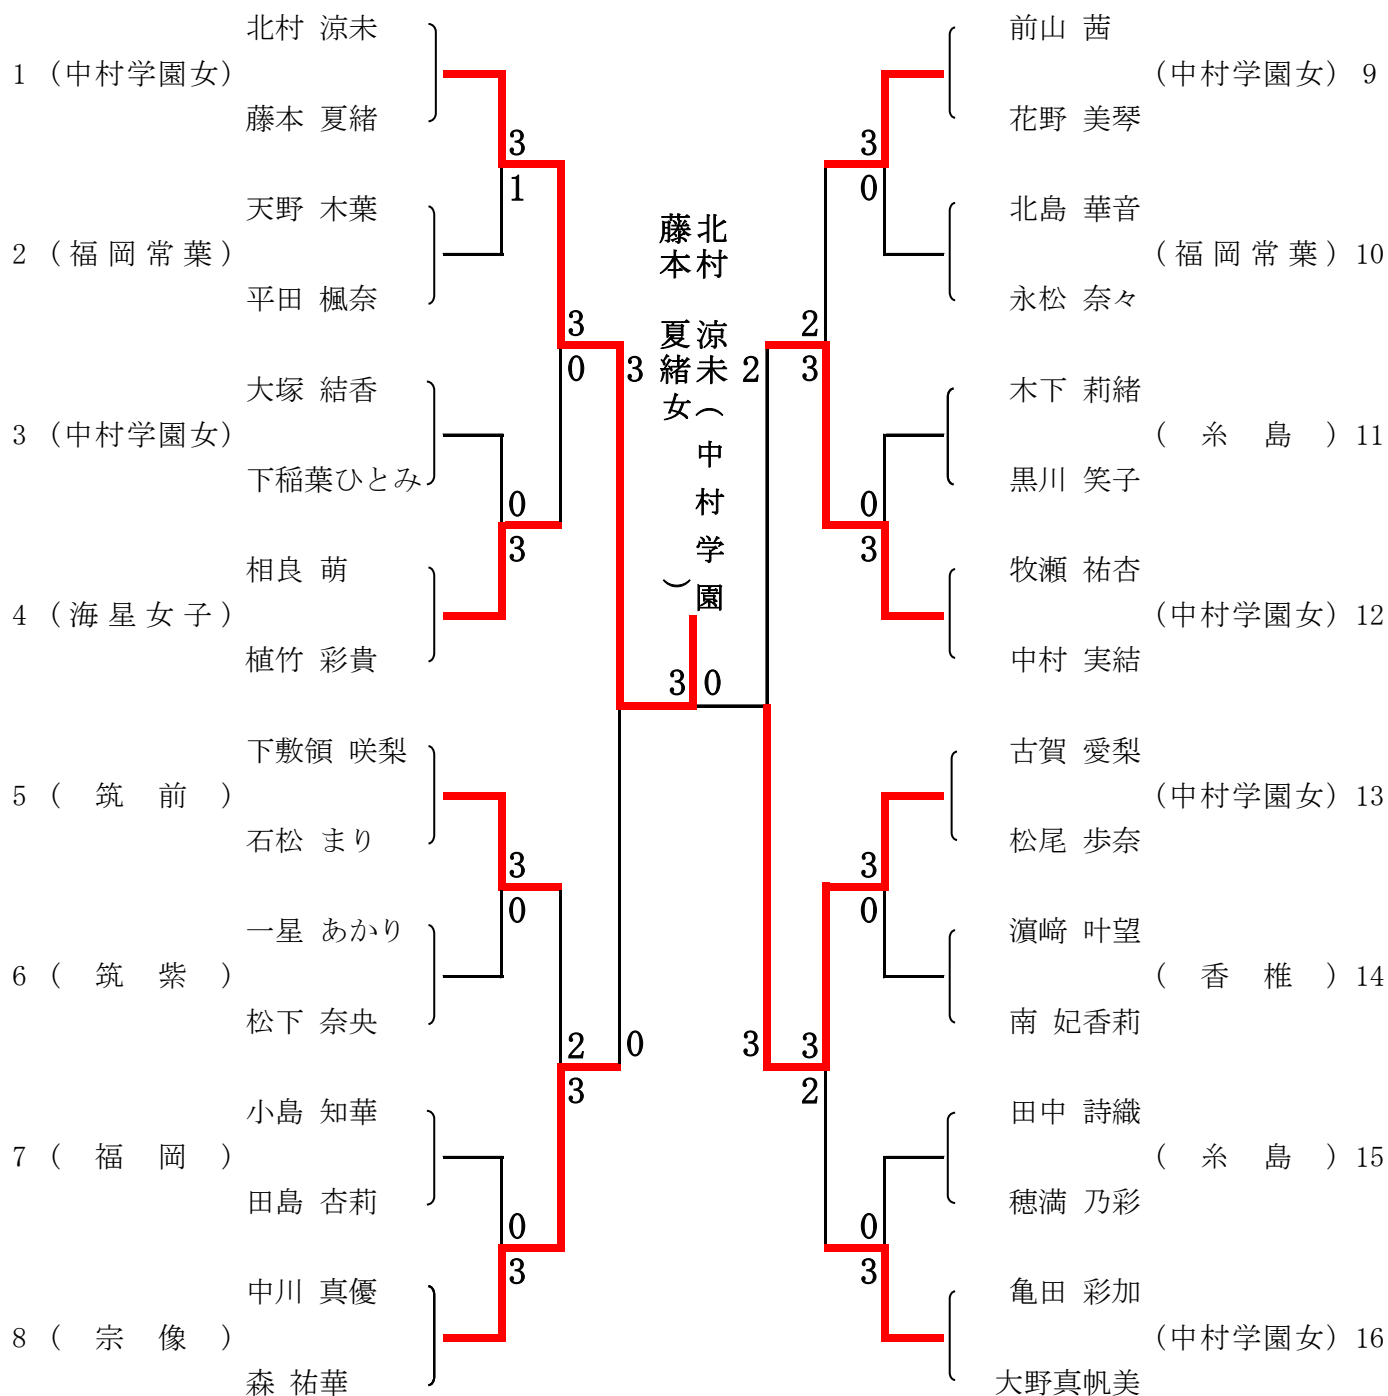 北村 涼未
1 (中村学園女)
藤本 夏緒
3
1
天野 木葉
2 (福岡常葉)
平田 楓奈
3
0
大塚 結香
3 (中村学園女)
下稲葉ひとみ
0
3
相良 萌
4 (海星女子)
植竹 彩貴
3
下敷領 咲梨
5 ( 筑 前 )
石松 まり
3
0
一星 あかり
6 ( 筑 紫 )
松下 奈央
2
3
0
小島 知華
7 ( 福 岡 )
田島 杏莉
0
3
中川 真優
8 ( 宗 像 )
森 祐華
北村 涼未(中村学園
藤本 夏緒女)
3 0
前山 茜
(中村学園女) 9
花野 美琴
3
0
北島 華音
(福岡常葉) 10
永松 奈々
2
3
2
木下 莉緒
( 糸 島 ) 11
黒川 笑子
0
3
牧瀬 祐杏
(中村学園女) 12
中村 実結
古賀 愛梨
(中村学園女) 13
松尾 歩奈
3
0
濵﨑 叶望
( 香 椎 ) 14
南 妃香莉
3
3
2
田中 詩織
( 糸 島 ) 15
穂満 乃彩
0
3
亀田 彩加
(中村学園女) 16
大野真帆美